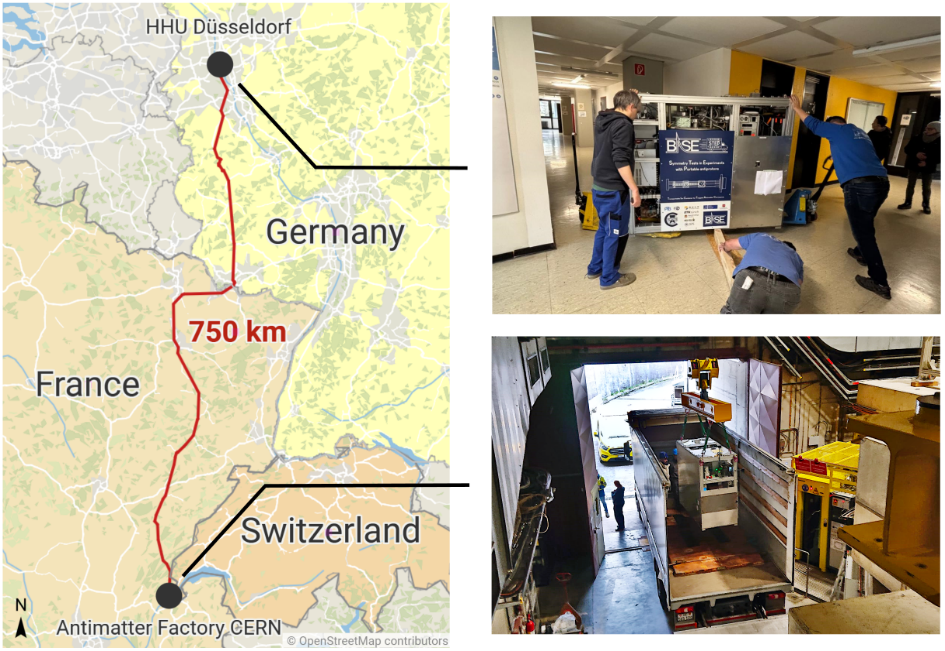 HHU Düsseldorf
Germany
750 km
France
Switzerland
N
Antimatter Factory CERN
© OpenStreetMap contributors
BASE
STEP
Symmetry Tests in Experiments
with Portable antiprotons
BASE